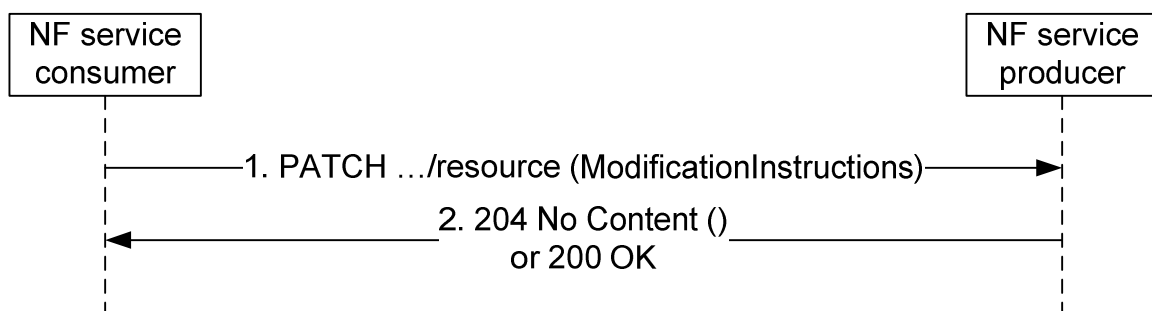 NF service
consumer
NF service
producer
1. PATCH …/resource (ModificationInstructions)
2. 204 No Content ()
or 200 OK